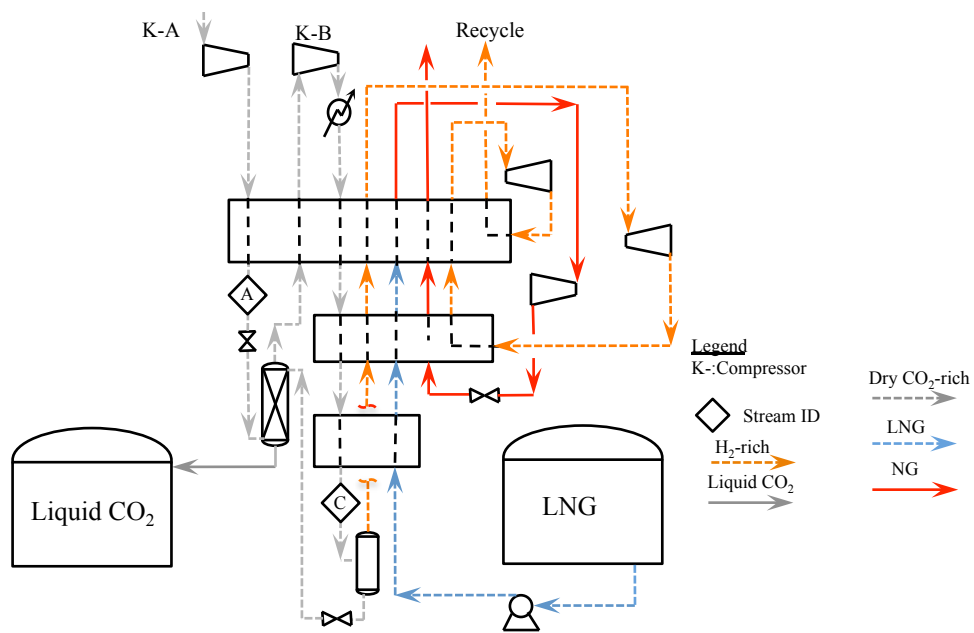 K-A
K-B
Recycle
A
Legend
K-:Compressor
Dry CO₂-rich
Stream ID
LNG
H₂-rich
Liquid CO₂
NG
Liquid CO₂
C
LNG